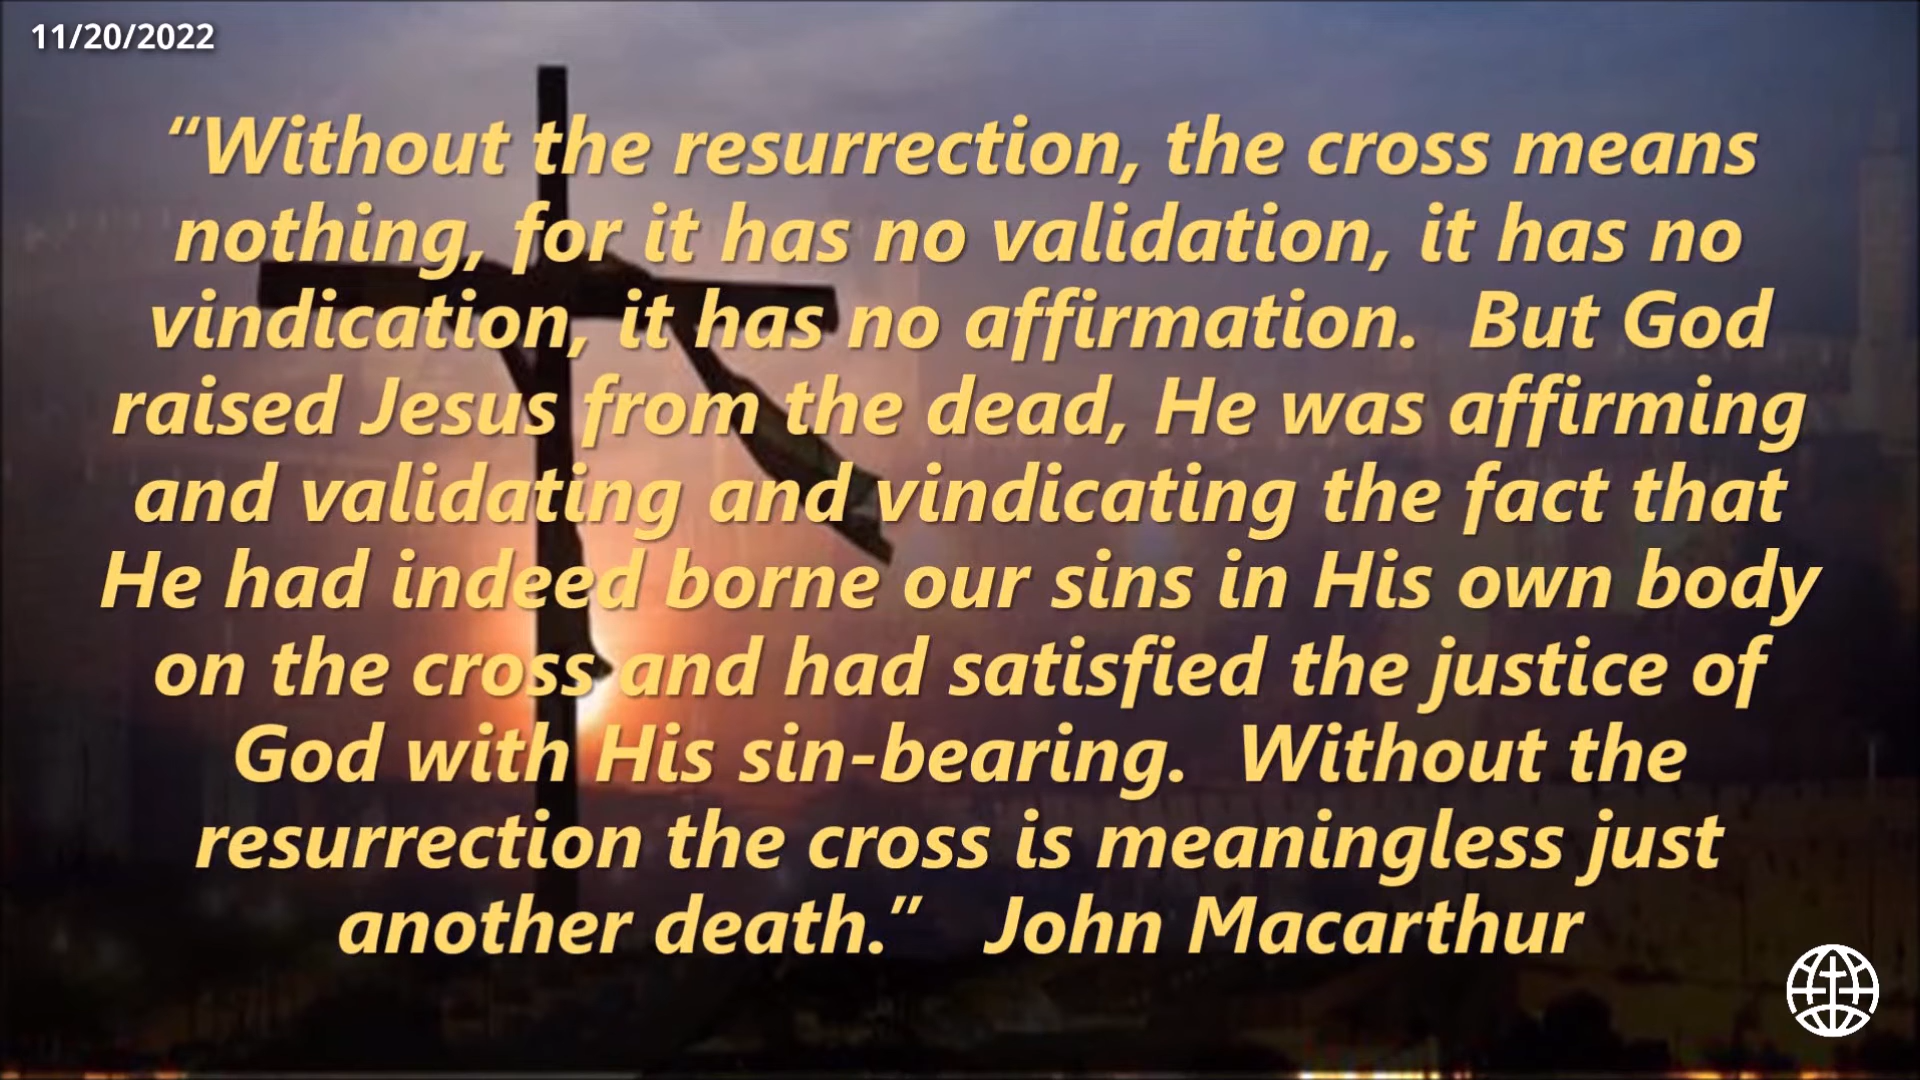 11/20/2022
“Without the resurrection, the cross means
nothing, for it has no validation, it has no
vindication, it has no affirmation.  But God
raised Jesus from the dead, He was affirming
and validating and vindicating the fact that
He had indeed borne our sins in His own body
on the cross and had satisfied the justice of
God with His sin-bearing.  Without the
resurrection the cross is meaningless just
another death.”   John Macarthur